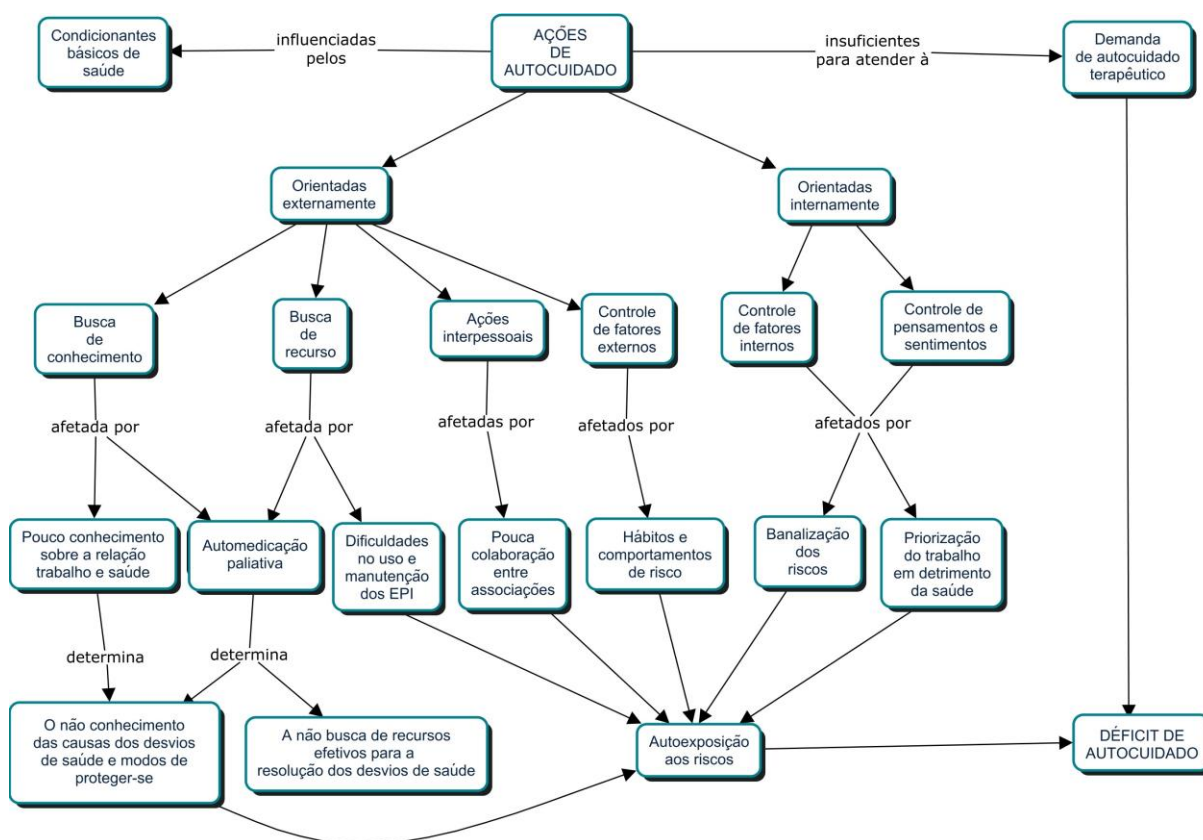 Condicionantes
básicos de
saúde
influenciadas
pelos
AÇÕES
DE
AUTOCUIDADO
insuficientes
para atender à
Demanda
de autocuidado
terapêutico
Orientadas
externamente
Orientadas
internamente
Busca
de
conhecimento
Busca
de
recurso
Ações
interpessoais
Controle
de fatores
externos
Controle
de fatores
internos
Controle de
pensamentos e
sentimentos
afetada por
afetada por
afetadas por
afetados por
afetados por
Pouco conhecimento
sobre a relação
trabalho e saúde
Automedicação
paliativa
Dificuldades
no uso e
manutenção
dos EPI
Pouca
colaboração
entre
associações
Hábitos e
comportamentos
de risco
Banalização
dos
riscos
Priorização
do trabalho
em detrimento
da saúde
determina
determina
O não conhecimento
das causas dos desvios
de saúde e modos de
proteger-se
A não busca de recursos
efetivos para a
resolução dos desvios de saúde
Autoexposição
aos riscos
DÉFICIT DE
AUTOCUIDADO